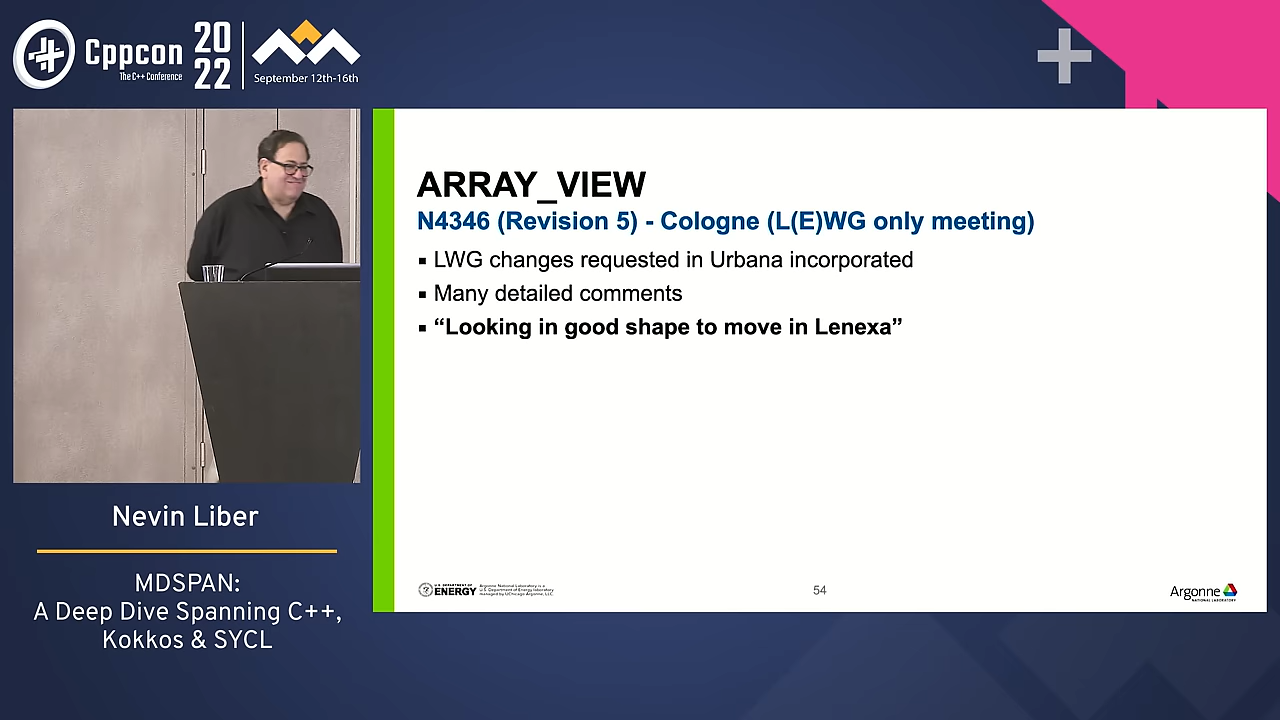 Cppcon
The C++ Conference
20
22
September 12th-16th
ARRAY_VIEW
N4346 (Revision 5) - Cologne (L(E)WG only meeting)
▪ LWG changes requested in Urbana incorporated
▪ Many detailed comments
▪ “Looking in good shape to move in Lenexa”
U.S. DEPARTMENT OF
ENERGY
Argonne National Laboratory is a
U.S. Department of Energy laboratory
managed by UChicago Argonne, LLC.
54
Argonne
NATIONAL LABORATORY
Nevin Liber
MDSPAN:
A Deep Dive Spanning C++,
Kokkos & SYCL